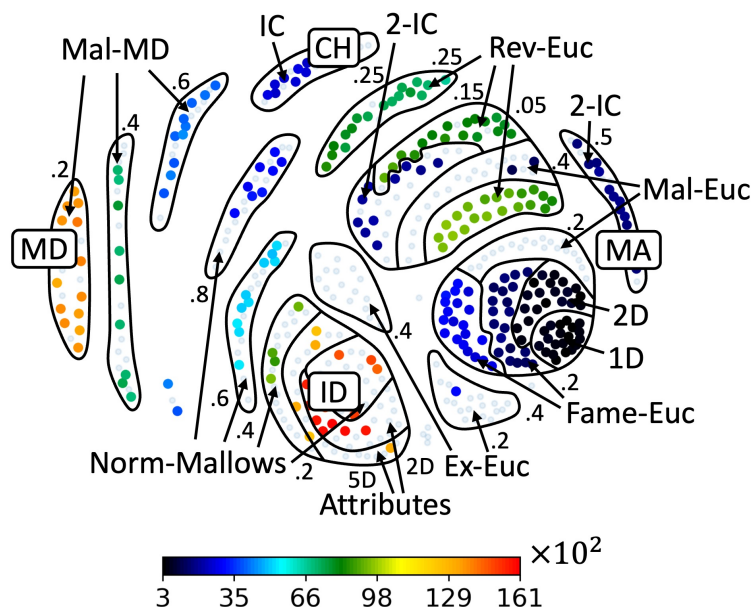 IC
CH
2-IC
Mal-MD
.25
Rev-Euc
.6
.25
.15
.05
2-IC
.4
.5
.2
.4
Mal-Euc
.2
MD
MA
.8
2D
.4
1D
ID
.2
.6
.4
Fame-Euc
.4
.2
Norm-Mallows
.2
5D
2D
Ex-Euc
Attributes
×10²
3 35 66 98 129 161